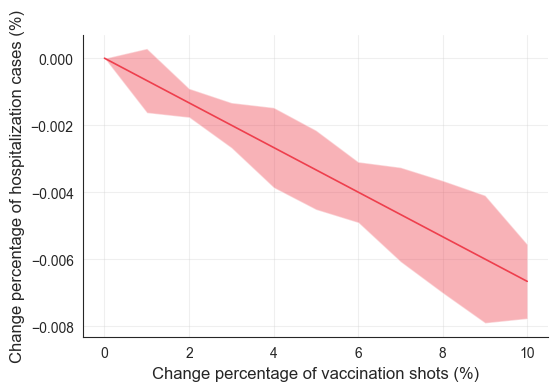 Change percentage of hospitalization cases (%)
0.000
−0.002
−0.004
−0.006
−0.008
0 2 4 6 8 10
Change percentage of vaccination shots (%)